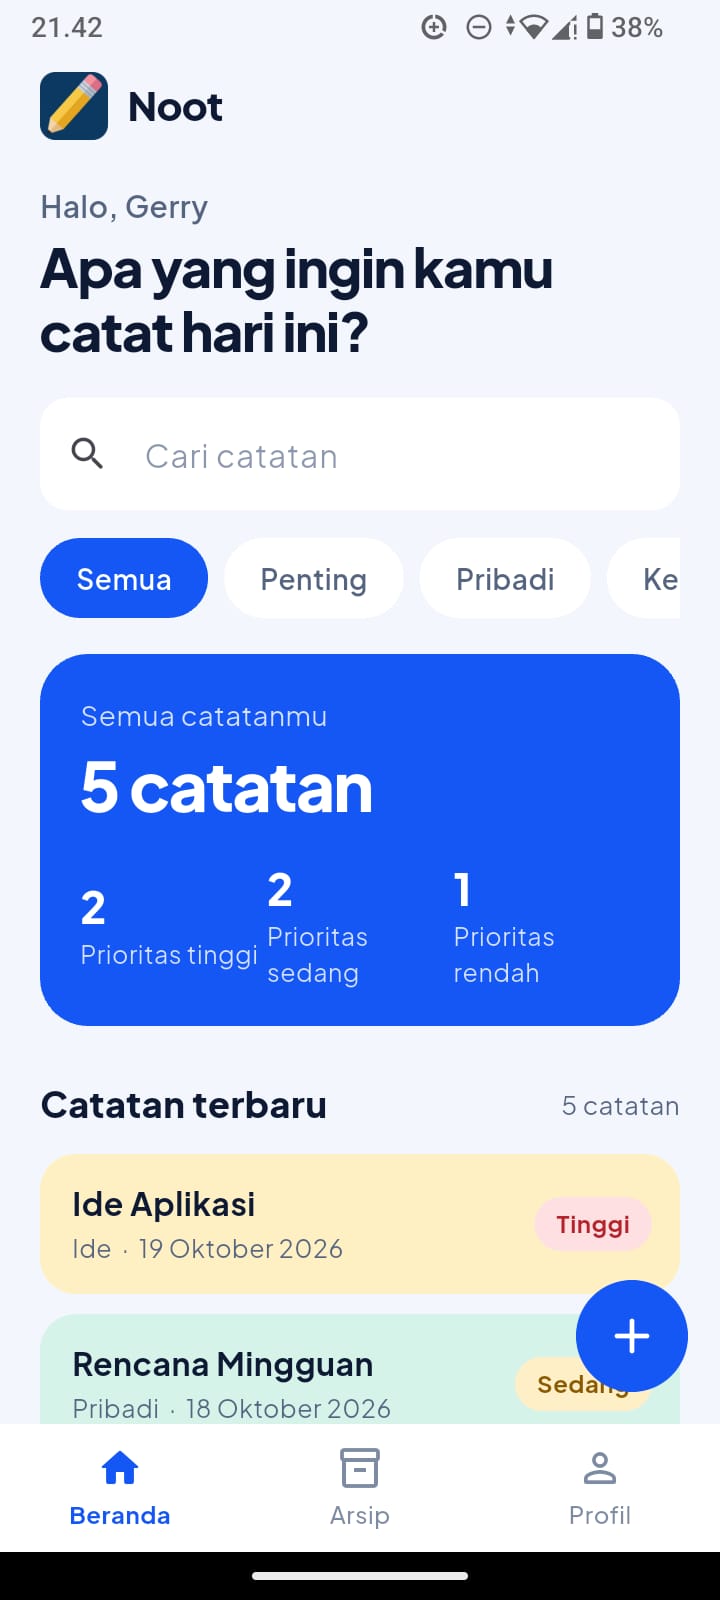 21.42
38%
Noot
Halo, Gerry
Apa yang ingin kamu
catat hari ini?
Cari catatan
Semua
Penting
Pribadi
Ke
Semua catatanmu
5 catatan
2
Prioritas tinggi
2
Prioritas
sedang
1
Prioritas
rendah
Catatan terbaru
5 catatan
Ide Aplikasi
Ide · 19 Oktober 2026
Tinggi
Rencana Mingguan
Pribadi · 18 Oktober 2026
Sedang
Beranda
Arsip
Profil